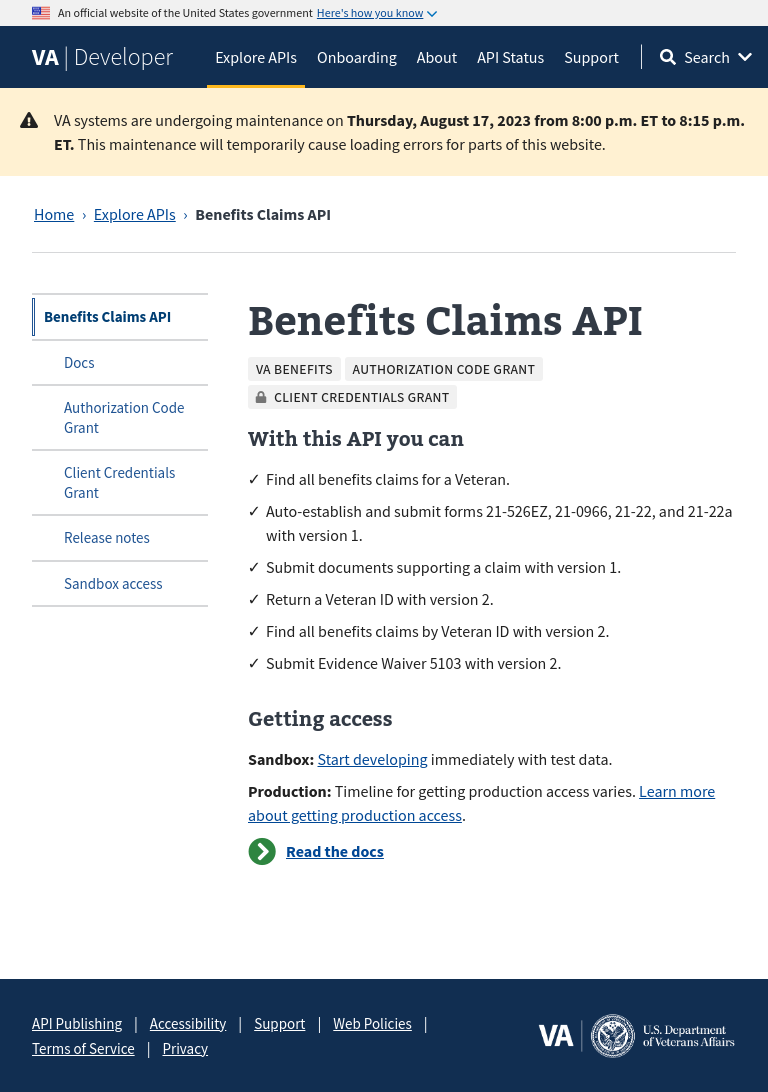 An official website of the United States government Here's how you know
VA | Developer
Explore APIs Onboarding About API Status Support Search
VA systems are undergoing maintenance on Thursday, August 17, 2023 from 8:00 p.m. ET to 8:15 p.m.
ET. This maintenance will temporarily cause loading errors for parts of this website.
Home › Explore APIs › Benefits Claims API
Benefits Claims API
Docs
Authorization Code
Grant
Client Credentials
Grant
Release notes
Sandbox access
Benefits Claims API
VA BENEFITS AUTHORIZATION CODE GRANT
CLIENT CREDENTIALS GRANT
With this API you can
✓ Find all benefits claims for a Veteran.
✓ Auto-establish and submit forms 21-526EZ, 21-0966, 21-22, and 21-22a
with version 1.
✓ Submit documents supporting a claim with version 1.
✓ Return a Veteran ID with version 2.
✓ Find all benefits claims by Veteran ID with version 2.
✓ Submit Evidence Waiver 5103 with version 2.
Getting access
Sandbox: Start developing immediately with test data.
Production: Timeline for getting production access varies. Learn more
about getting production access.
Read the docs
API Publishing | Accessibility | Support | Web Policies |
Terms of Service | Privacy
VA | U.S. Department
of Veterans Affairs